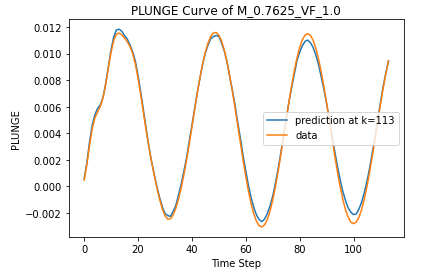 PLUNGE Curve of M_0.7625_VF_1.0
0.012
0.010
0.008
0.006
0.004
0.002
0.000
−0.002
PLUNGE
prediction at k=113
data
0 20 40 60 80 100
Time Step